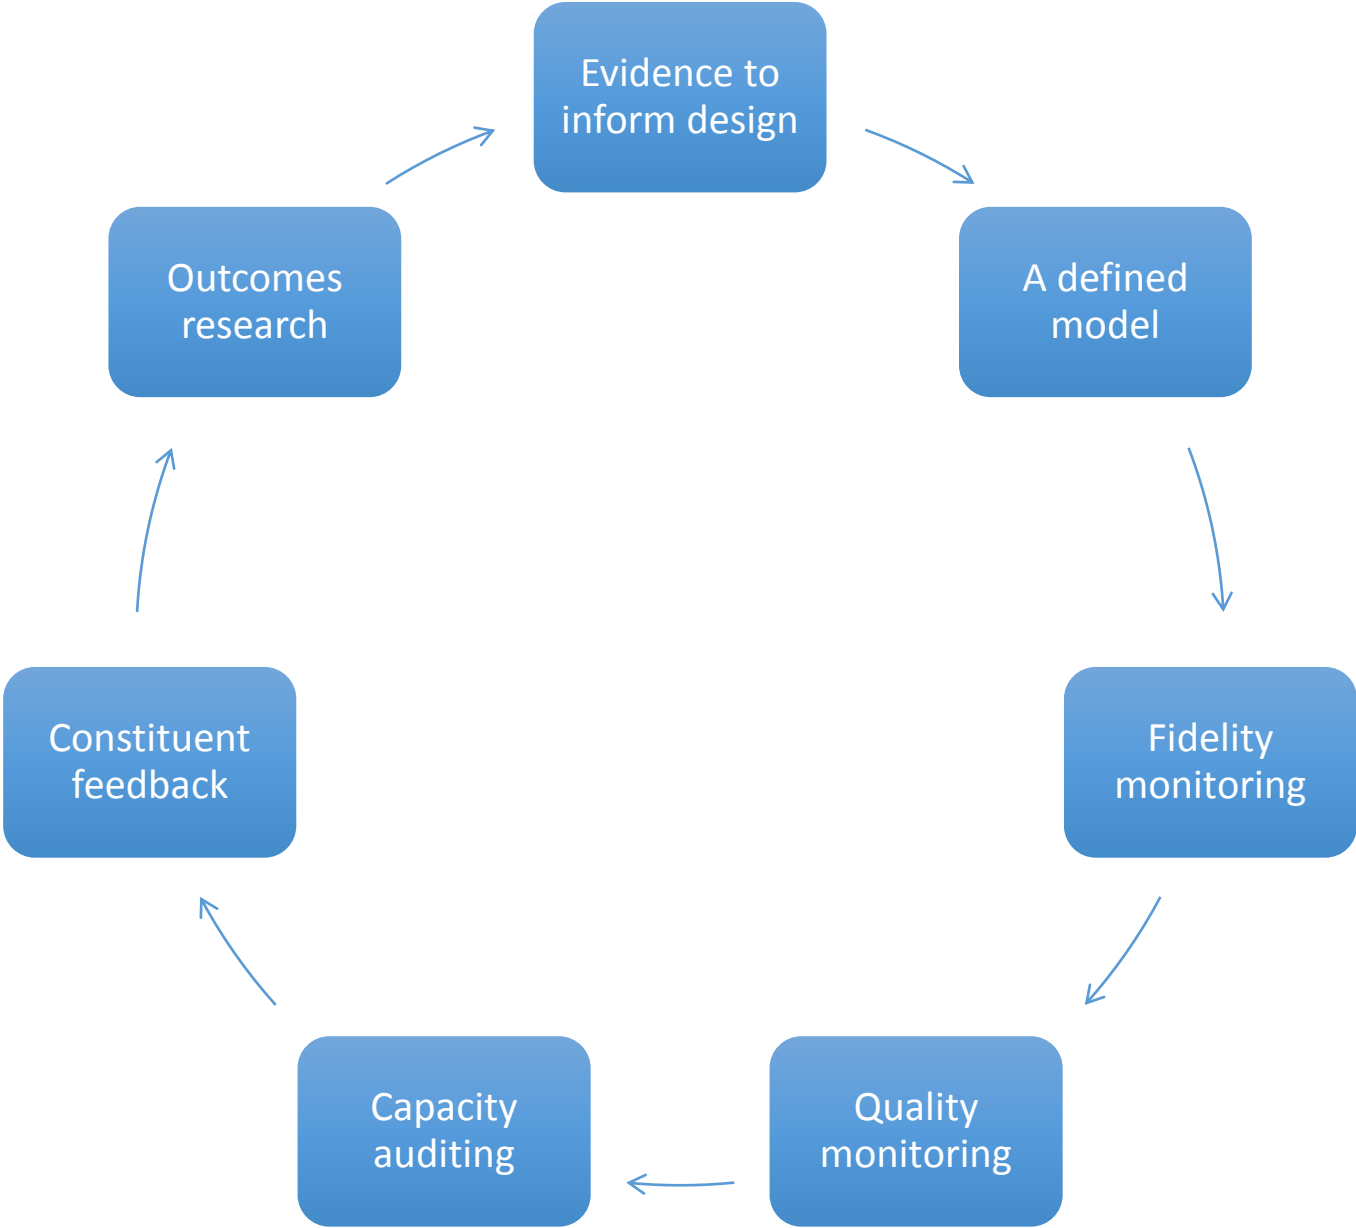 Evidence to
inform design
A defined
model
Fidelity
monitoring
Quality
monitoring
Capacity
auditing
Constituent
feedback
Outcomes
research